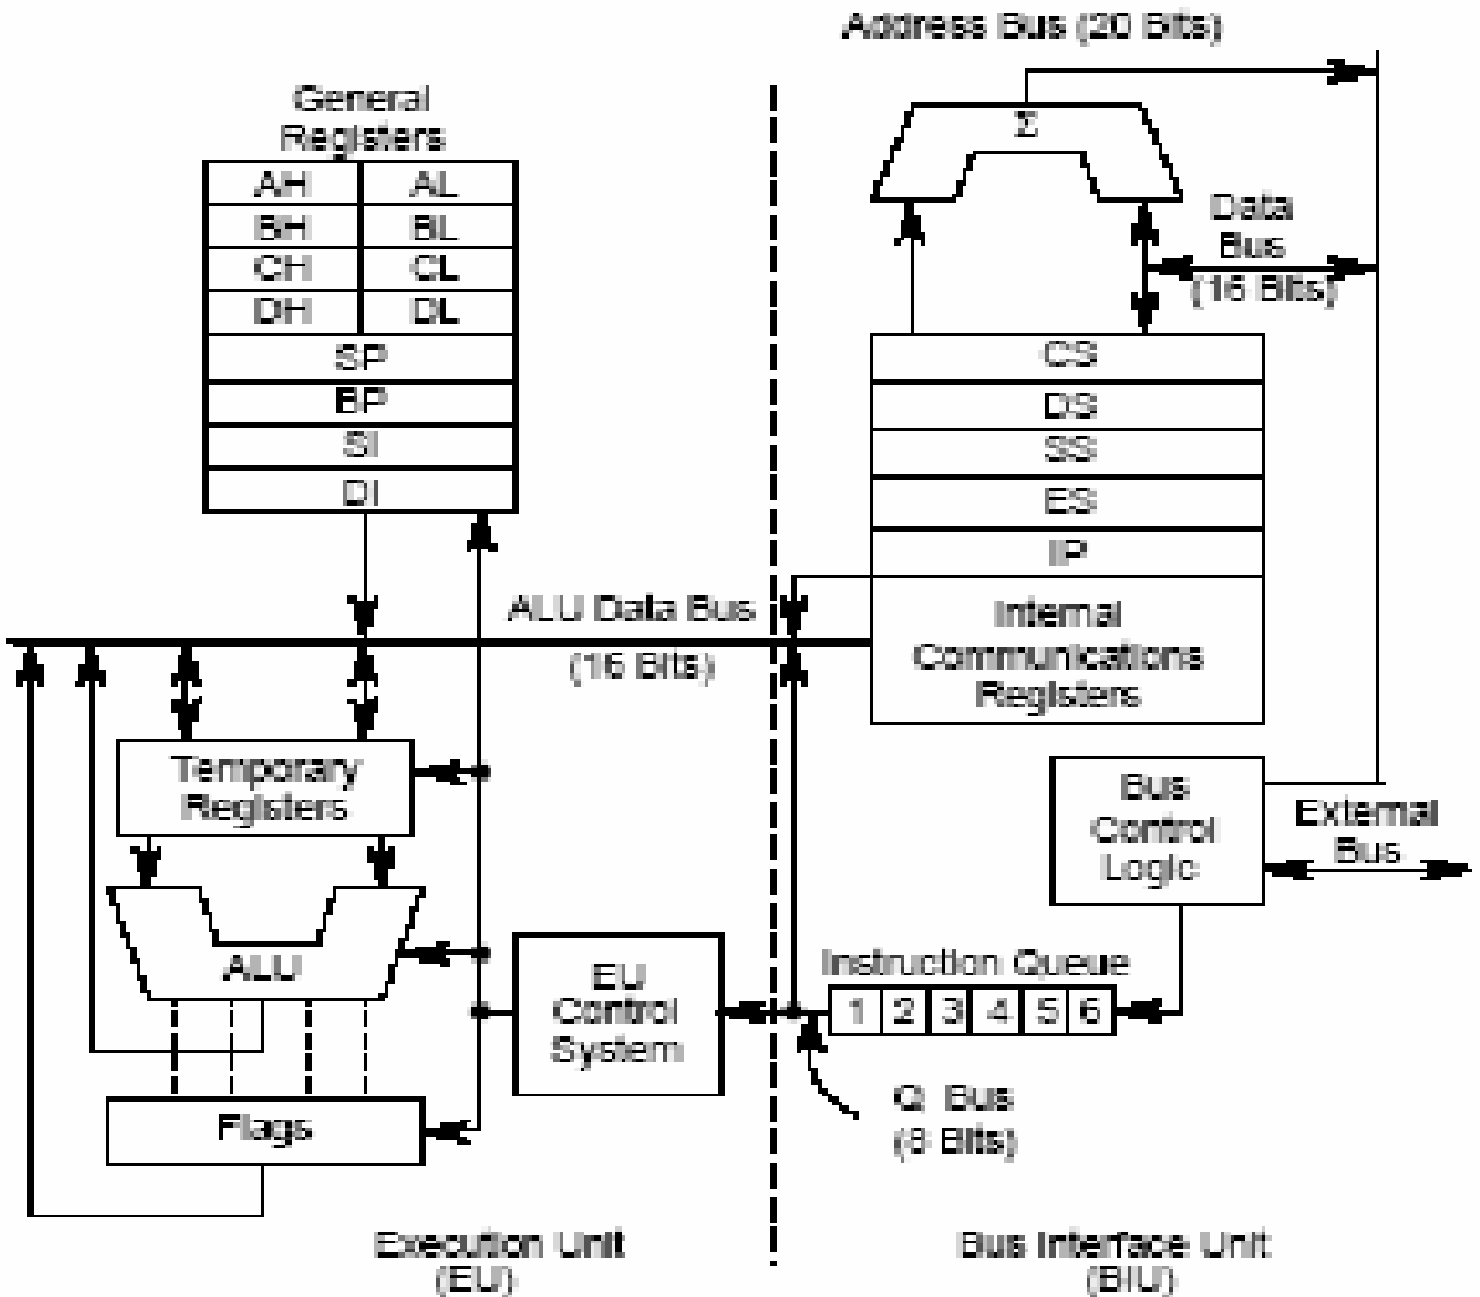 Address Bus (20 Bits)
General
Registers
AH AL
BH BL
CH CL
DH DL
SP
BP
SI
DI
Σ
Data
Bus
(16 Bits)
CS
DS
SS
ES
IP
Internal
Communications
Registers
ALU Data Bus
(16 Bits)
Temporary
Registers
ALU
Flags
EU
Control
System
Bus
Control
Logic
External
Bus
Instruction Queue
1 2 3 4 5 6
Q Bus
(8 Bits)
Execution Unit
(EU)
Bus Interface Unit
(BIU)